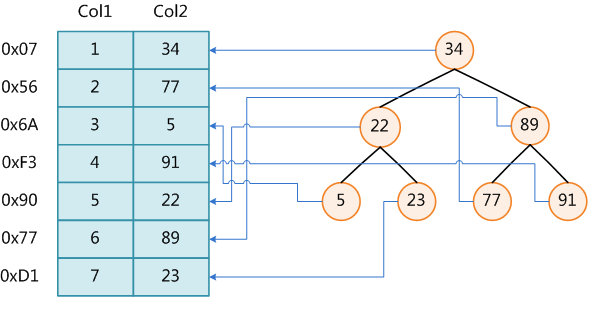 Col1 Col2
0x07 1 34 34
0x56 2 77
0x6A 3 5 22 89
0xF3 4 91
0x90 5 22 5 23 77 91
0x77 6 89
0xD1 7 23